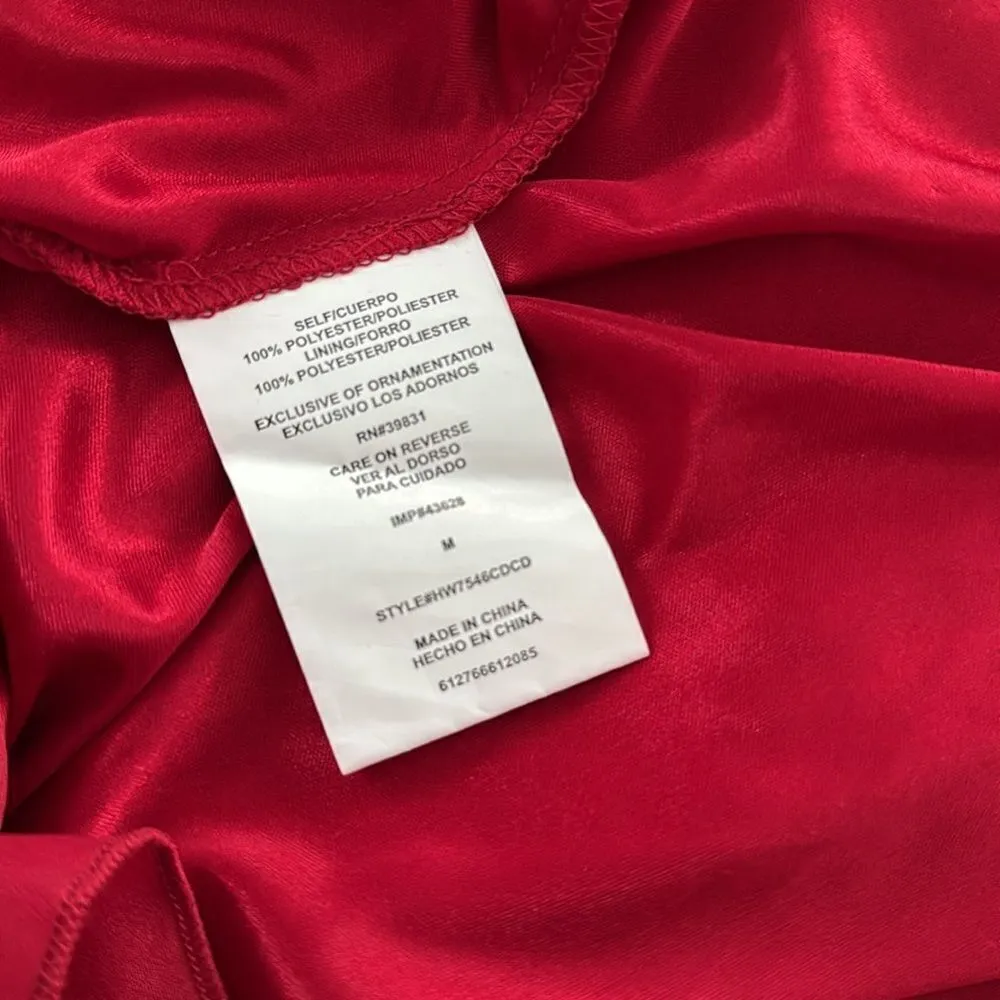 SELF/CUERPO
100% POLYESTER/POLIESTER
LINING/FORRO
100% POLYESTER/POLIESTER
EXCLUSIVE OF ORNAMENTATION
EXCLUSIVO LOS ADORNOS
RN#39831
CARE ON REVERSE
VER AL DORSO
PARA CUIDADO
IMP#43628
M
STYLE#HW7546CDCD
MADE IN CHINA
HECHO EN CHINA
612766612085